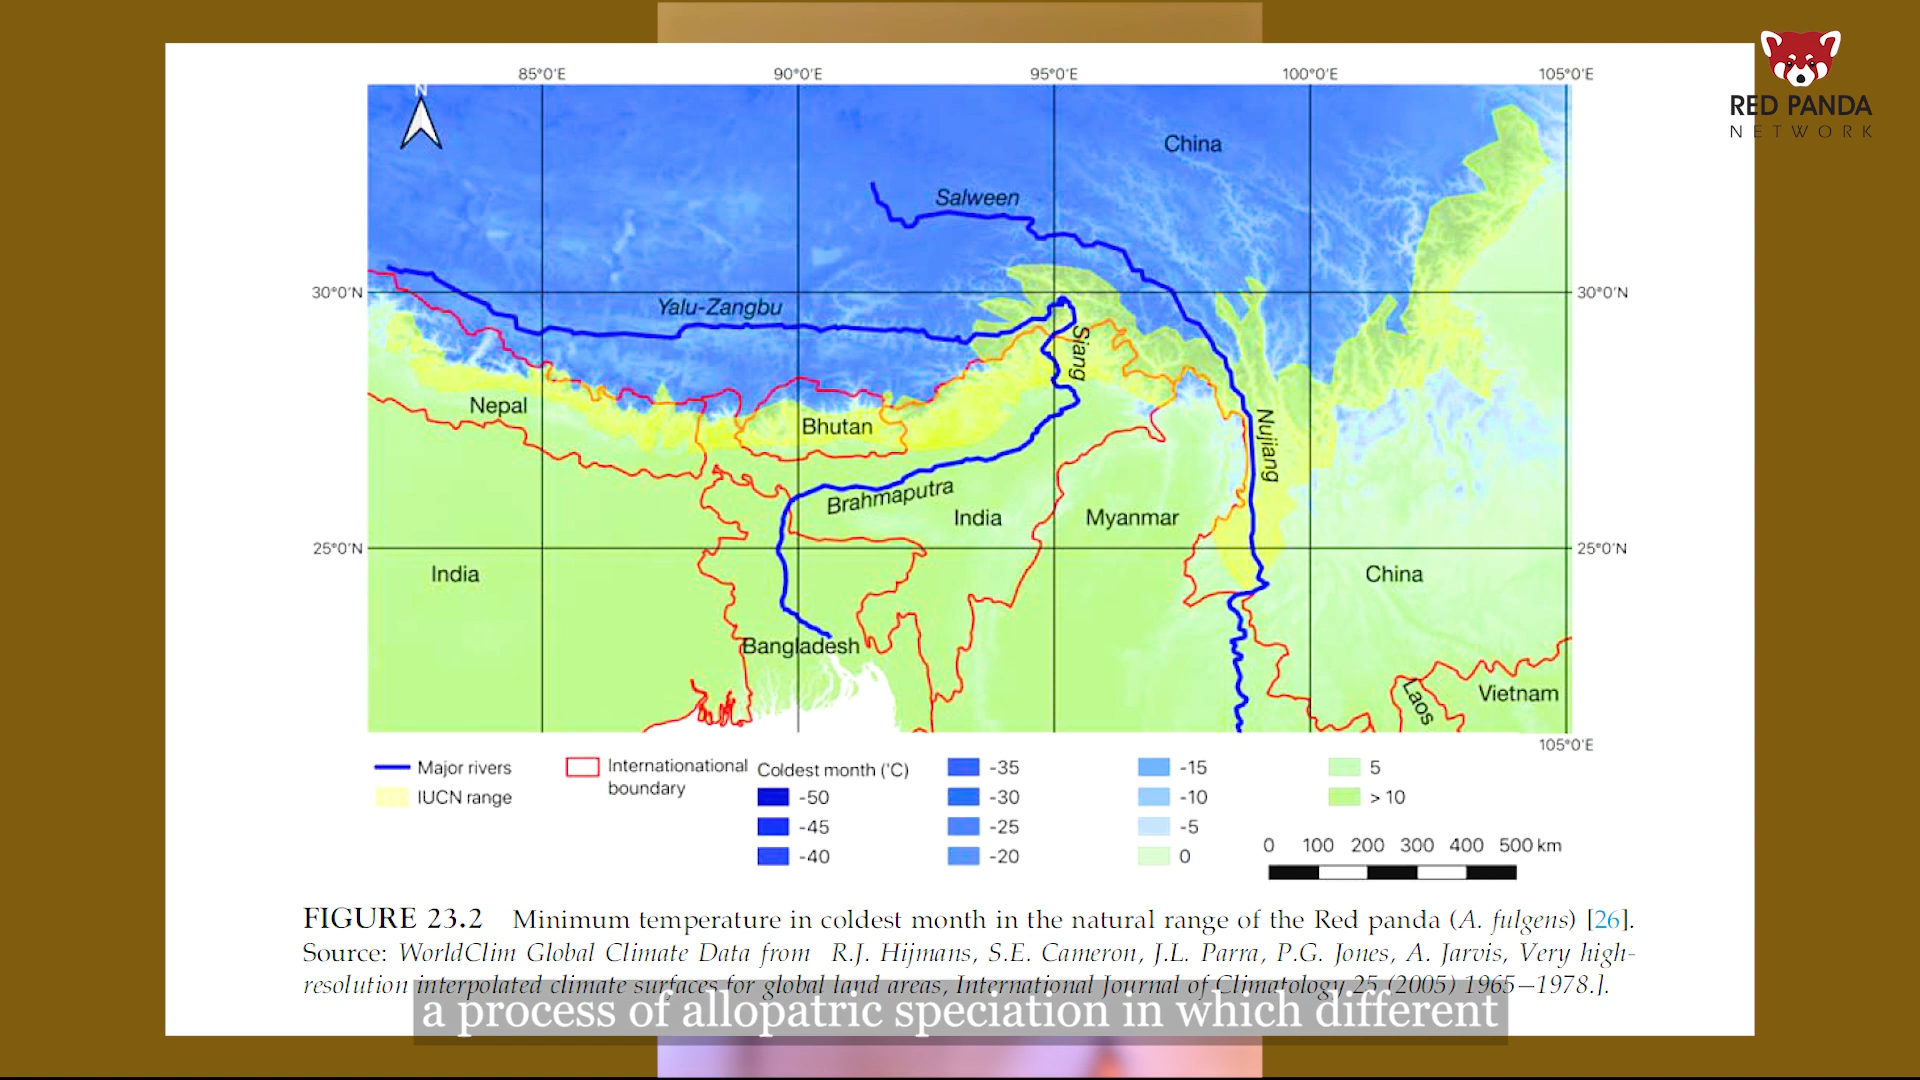 RED PANDA
NETWORK
85°0'E 90°0'E 95°0'E 100°0'E 105°0'E
N
China
Salween
30°0'N 30°0'N
Yalu-Zangbu
Siang
Nepal
Bhutan
Nujiang
Brahmaputra
India
Myanmar
25°0'N 25°0'N
India
China
Bangladesh
Laos
Vietnam
105°0'E
Major rivers
IUCN range
Internationational
boundary
Coldest month (°C)
-50
-45
-40
-35
-30
-25
-20
-15
-10
-5
0
5
> 10
0 100 200 300 400 500 km
FIGURE 23.2 Minimum temperature in coldest month in the natural range of the Red panda (A. fulgens) [26].
Source: WorldClim Global Climate Data from R.J. Hijmans, S.E. Cameron, J.L. Parra, P.G. Jones, A. Jarvis, Very high-
resolution interpolated climate surfaces for global land areas, International Journal of Climatology 25 (2005) 1965–1978.].
a process of allopatric speciation in which different